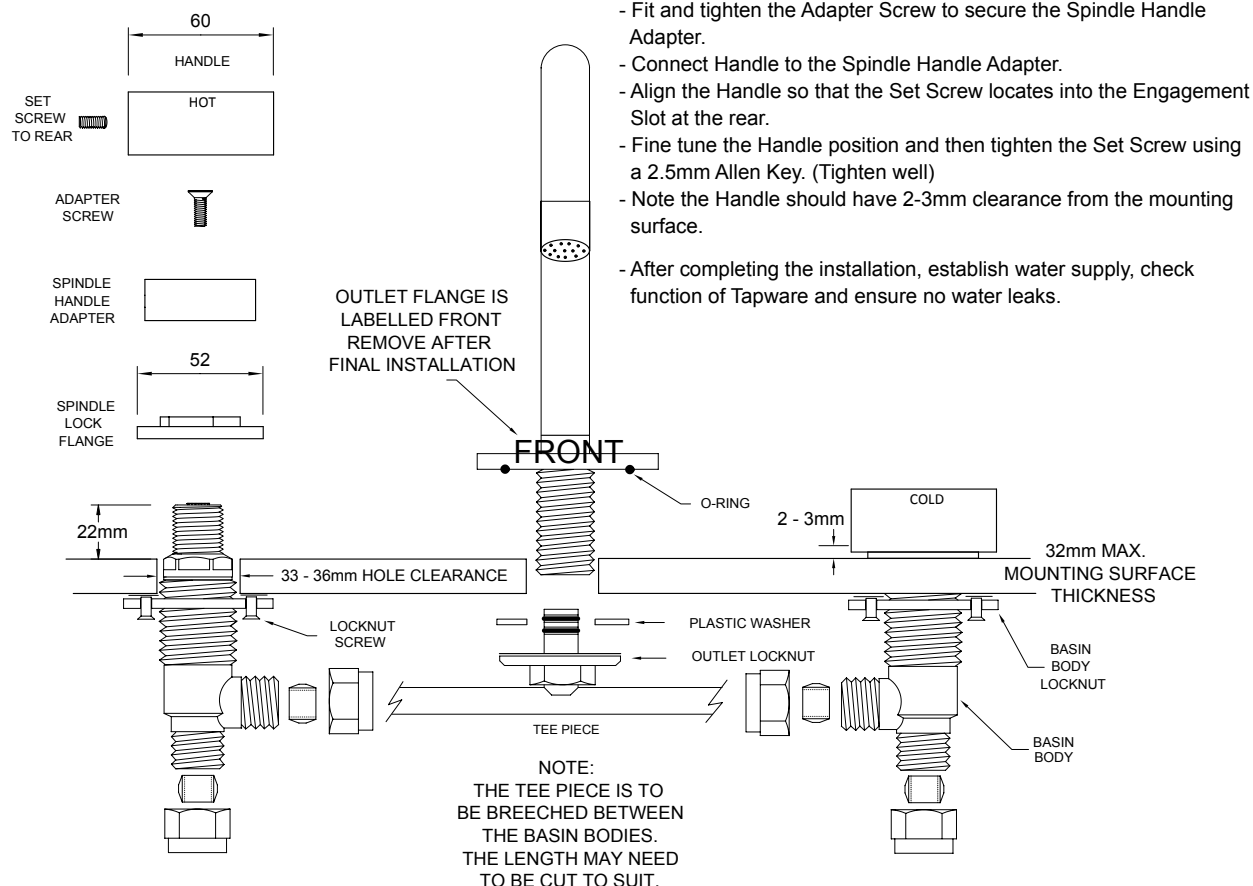 - Fit and tighten the Adapter Screw to secure the Spindle Handle
Adapter.
- Connect Handle to the Spindle Handle Adapter.
- Align the Handle so that the Set Screw locates into the Engagement
Slot at the rear.
- Fine tune the Handle position and then tighten the Set Screw using
a 2.5mm Allen Key. (Tighten well)
- Note the Handle should have 2-3mm clearance from the mounting
surface.
- After completing the installation, establish water supply, check
function of Tapware and ensure no water leaks.
60
HANDLE
HOT
SET
SCREW
TO REAR
ADAPTER
SCREW
SPINDLE
HANDLE
ADAPTER
52
SPINDLE
LOCK
FLANGE
OUTLET FLANGE IS
LABELLED FRONT
REMOVE AFTER
FINAL INSTALLATION
FRONT
O-RING
COLD
2 - 3mm
22mm
33 - 36mm HOLE CLEARANCE
32mm MAX.
MOUNTING SURFACE
THICKNESS
LOCKNUT
SCREW
PLASTIC WASHER
OUTLET LOCKNUT
BASIN
BODY
LOCKNUT
TEE PIECE
BASIN
BODY
NOTE:
THE TEE PIECE IS TO
BE BREECHED BETWEEN
THE BASIN BODIES.
THE LENGTH MAY NEED
TO BE CUT TO SUIT.